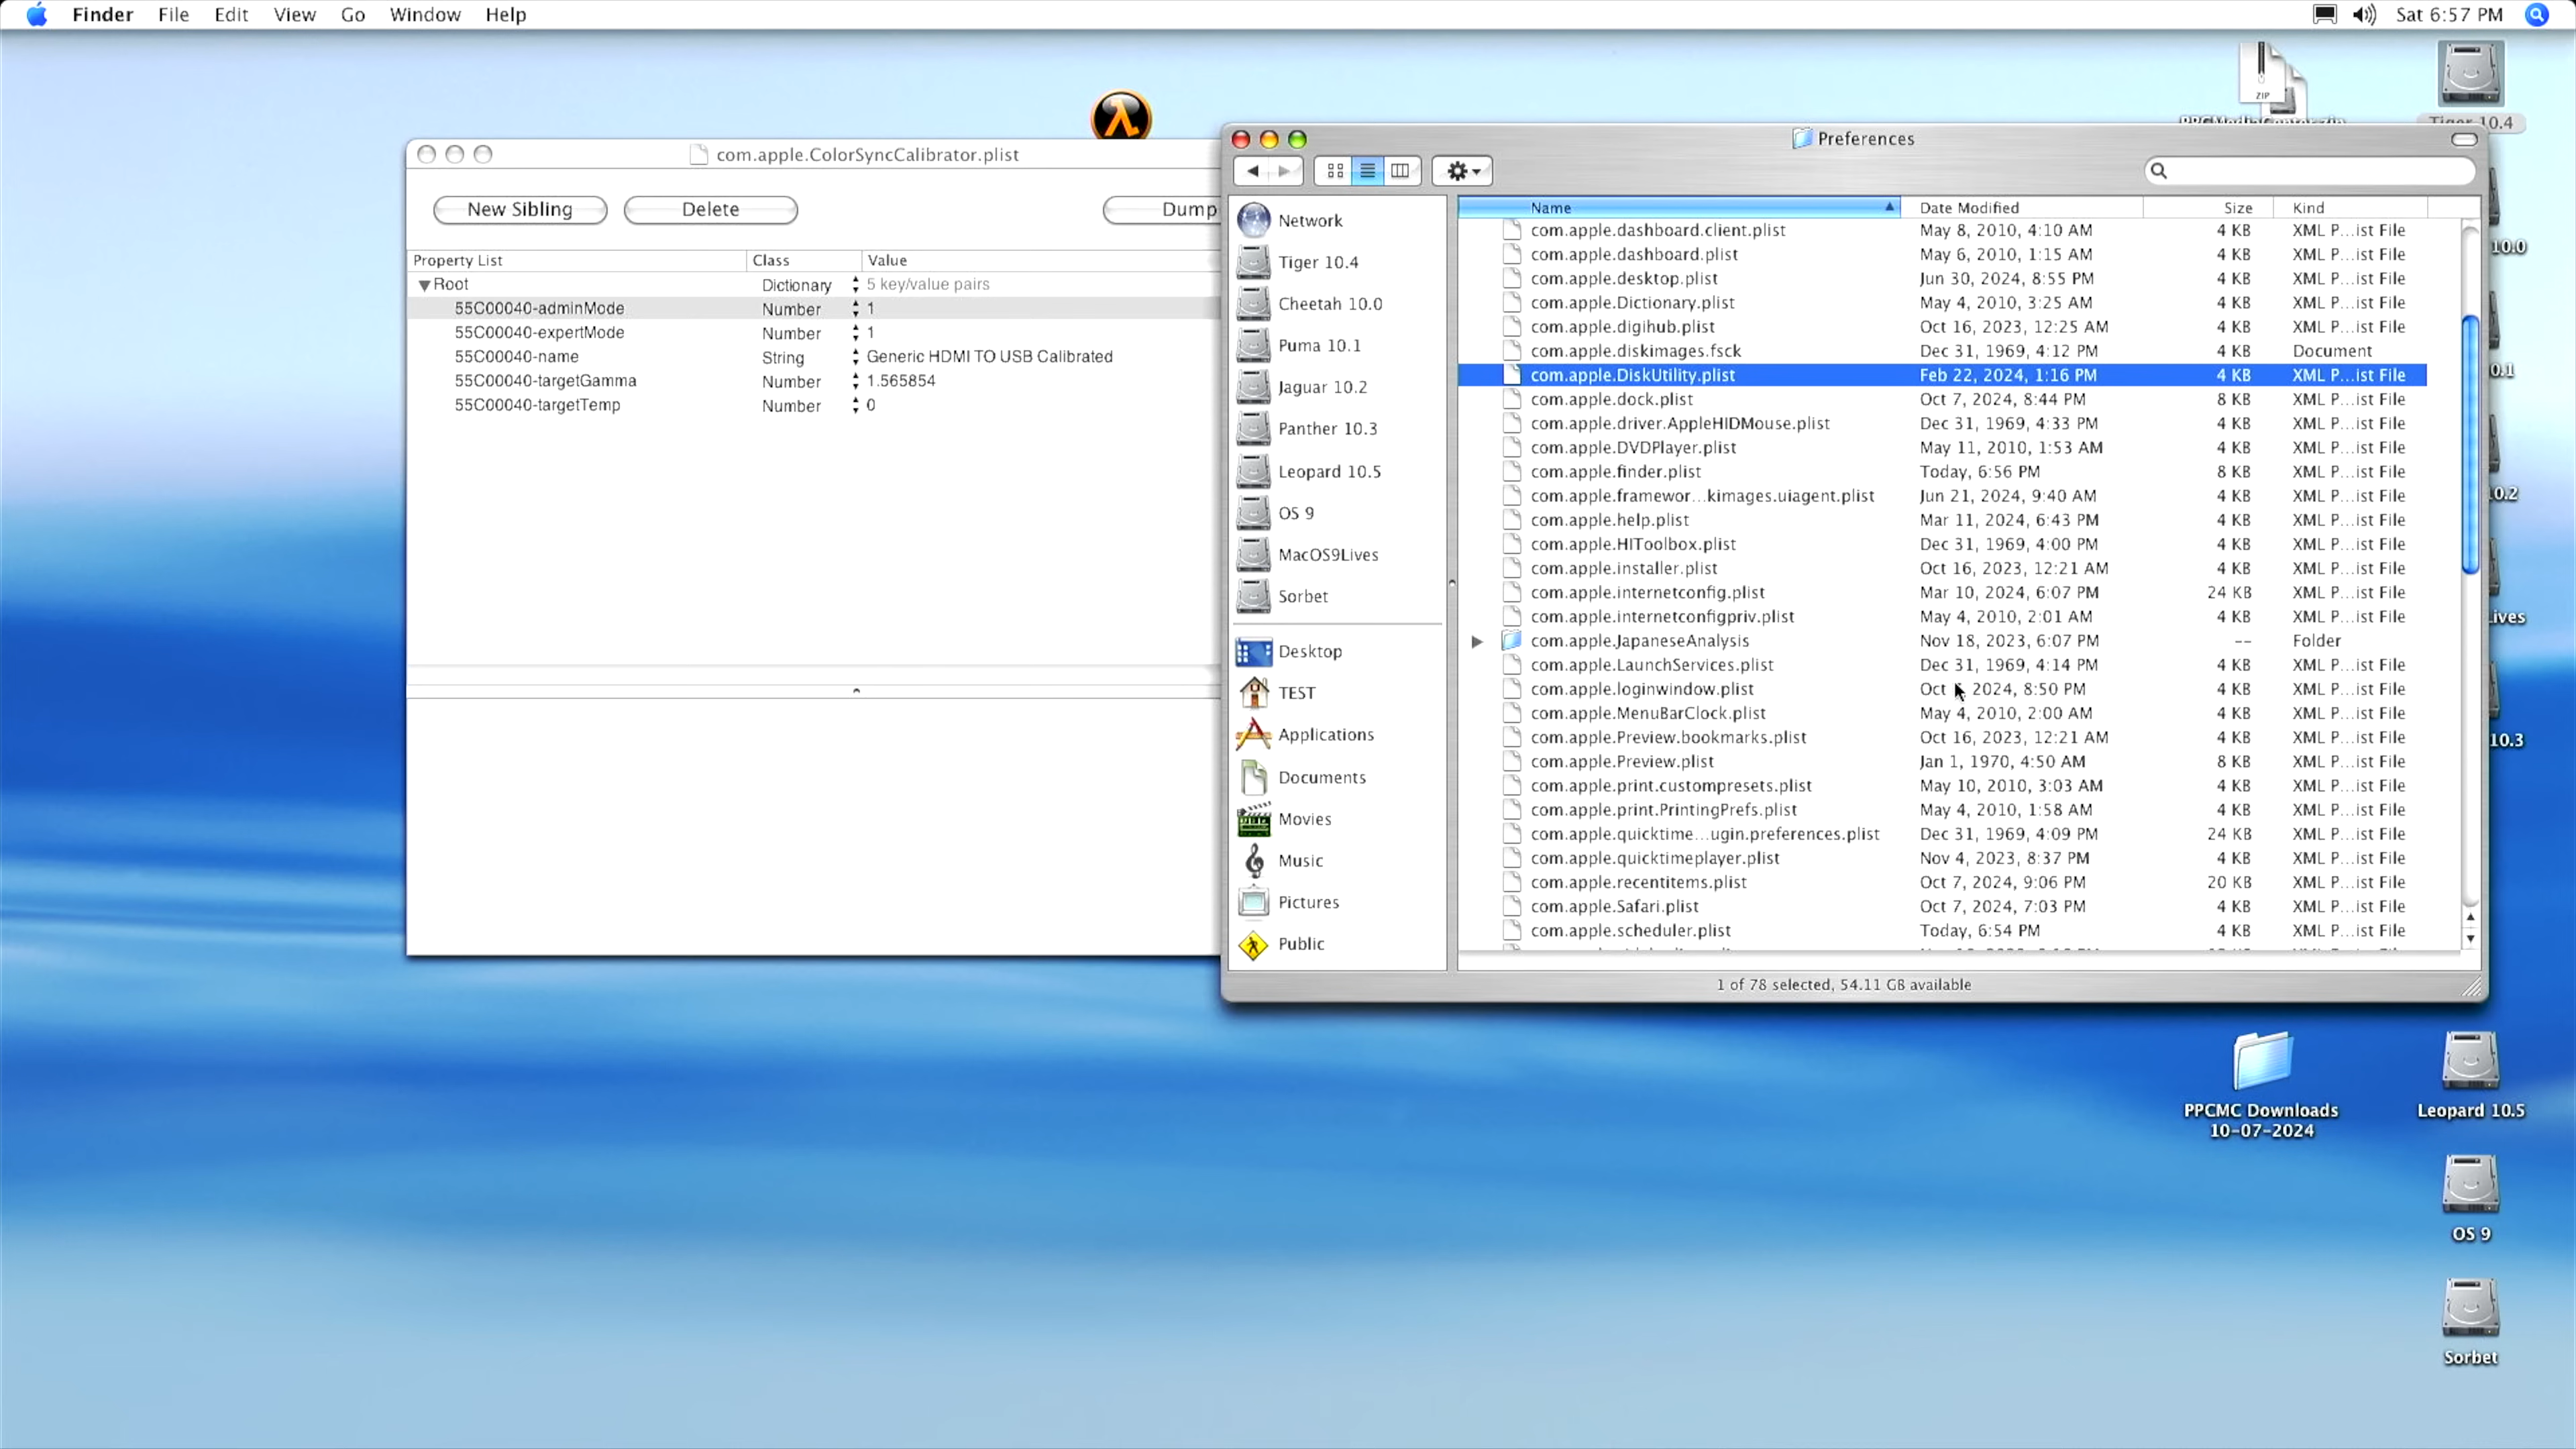 Finder File Edit View Go Window Help
Sat 6:57 PM
ZIP
Tiger 10.4
com.apple.ColorSyncCalibrator.plist
New Sibling Delete Dump
Property List Class Value
Root Dictionary 5 key/value pairs
55C00040-adminMode Number 1
55C00040-expertMode Number 1
55C00040-name String Generic HDMI TO USB Calibrated
55C00040-targetGamma Number 1.565854
55C00040-targetTemp Number 0
Preferences
Network
Tiger 10.4
Cheetah 10.0
Puma 10.1
Jaguar 10.2
Panther 10.3
Leopard 10.5
OS 9
MacOS9Lives
Sorbet
Desktop
TEST
Applications
Documents
Movies
Music
Pictures
Public
Name Date Modified Size Kind
com.apple.dashboard.client.plist May 8, 2010, 4:10 AM 4 KB XML P...ist File
com.apple.dashboard.plist May 6, 2010, 1:15 AM 4 KB XML P...ist File
com.apple.desktop.plist Jun 30, 2024, 8:55 PM 4 KB XML P...ist File
com.apple.Dictionary.plist May 4, 2010, 3:25 AM 4 KB XML P...ist File
com.apple.digihub.plist Oct 16, 2023, 12:25 AM 4 KB XML P...ist File
com.apple.diskimages.fsck Dec 31, 1969, 4:12 PM 4 KB Document
com.apple.DiskUtility.plist Feb 22, 2024, 1:16 PM 4 KB XML P...ist File
com.apple.dock.plist Oct 7, 2024, 8:44 PM 8 KB XML P...ist File
com.apple.driver.AppleHIDMouse.plist Dec 31, 1969, 4:33 PM 4 KB XML P...ist File
com.apple.DVDPlayer.plist May 11, 2010, 1:53 AM 4 KB XML P...ist File
com.apple.finder.plist Today, 6:56 PM 8 KB XML P...ist File
com.apple.framewor...kimages.uiagent.plist Jun 21, 2024, 9:40 AM 4 KB XML P...ist File
com.apple.help.plist Mar 11, 2024, 6:43 PM 4 KB XML P...ist File
com.apple.HIToolbox.plist Dec 31, 1969, 4:00 PM 4 KB XML P...ist File
com.apple.installer.plist Oct 16, 2023, 12:21 AM 4 KB XML P...ist File
com.apple.internetconfig.plist Mar 10, 2024, 6:07 PM 24 KB XML P...ist File
com.apple.internetconfigpriv.plist May 4, 2010, 2:01 AM 4 KB XML P...ist File
com.apple.JapaneseAnalysis Nov 18, 2023, 6:07 PM -- Folder
com.apple.LaunchServices.plist Dec 31, 1969, 4:14 PM 4 KB XML P...ist File
com.apple.loginwindow.plist Oct 2024, 8:50 PM 4 KB XML P...ist File
com.apple.MenuBarClock.plist May 4, 2010, 2:00 AM 4 KB XML P...ist File
com.apple.Preview.bookmarks.plist Oct 16, 2023, 12:21 AM 4 KB XML P...ist File
com.apple.Preview.plist Jan 1, 1970, 4:50 AM 8 KB XML P...ist File
com.apple.print.custompresets.plist May 10, 2010, 3:03 AM 4 KB XML P...ist File
com.apple.print.PrintingPrefs.plist May 4, 2010, 1:58 AM 4 KB XML P...ist File
com.apple.quicktime...ugin.preferences.plist Dec 31, 1969, 4:09 PM 24 KB XML P...ist File
com.apple.quicktimeplayer.plist Nov 4, 2023, 8:37 PM 4 KB XML P...ist File
com.apple.recentitems.plist Oct 7, 2024, 9:06 PM 20 KB XML P...ist File
com.apple.Safari.plist Oct 7, 2024, 7:03 PM 4 KB XML P...ist File
com.apple.scheduler.plist Today, 6:54 PM 4 KB XML P...ist File
1 of 78 selected, 54.11 GB available
10.0
0.1
0.2
ives
10.3
PPCMC Downloads
10-07-2024
Leopard 10.5
OS 9
Sorbet